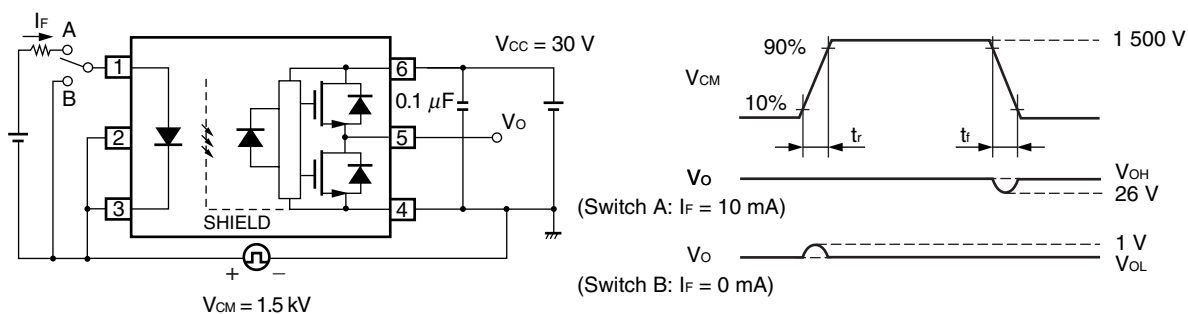 IF
A
B
1
2
3
SHIELD
6
5
4
VCC = 30 V
0.1 μF
VO
+ −
VCM = 1.5 kV
VCM
90%
10%
1 500 V
tr
tf
VO
(Switch A: IF = 10 mA)
VOH
26 V
VO
(Switch B: IF = 0 mA)
1 V
VOL